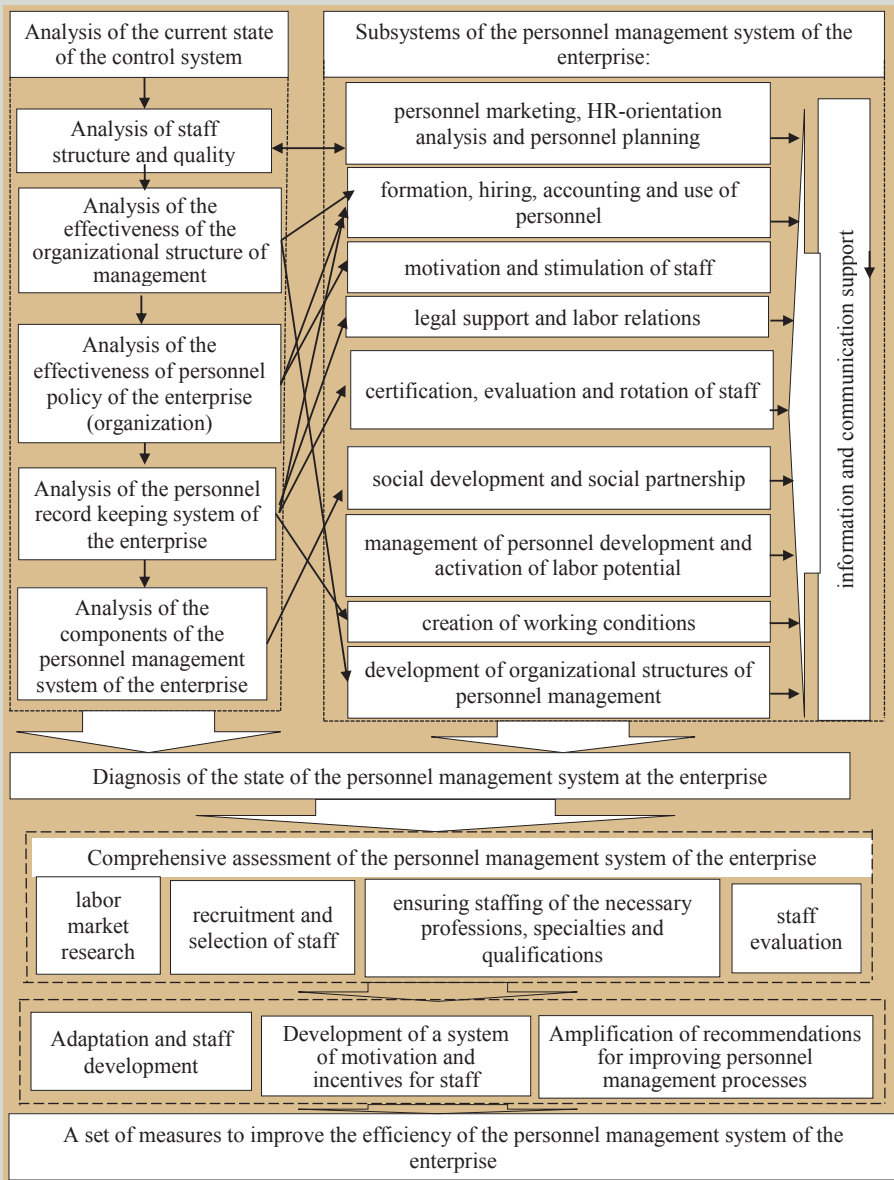 Analysis of the current state
of the control system
Analysis of staff
structure and quality
Analysis of the
effectiveness of the
organizational structure of
management
Analysis of the
effectiveness of personnel
policy of the enterprise
(organization)
Analysis of the personnel
record keeping system of
the enterprise
Analysis of the
components of the
personnel management
system of the enterprise
Subsystems of the personnel management system of the
enterprise:
personnel marketing, HR-orientation
analysis and personnel planning
formation, hiring, accounting and use of
personnel
motivation and stimulation of staff
legal support and labor relations
certification, evaluation and rotation of staff
social development and social partnership
management of personnel development and
activation of labor potential
creation of working conditions
development of organizational structures of
personnel management
information and communication support
Diagnosis of the state of the personnel management system at the enterprise
Comprehensive assessment of the personnel management system of the enterprise
labor
market
research
recruitment and
selection of staff
ensuring staffing of the necessary
professions, specialties and
qualifications
staff
evaluation
Adaptation and staff
development
Development of a system
of motivation and
incentives for staff
Amplification of recommendations
for improving personnel
management processes
A set of measures to improve the efficiency of the personnel management system of the
enterprise